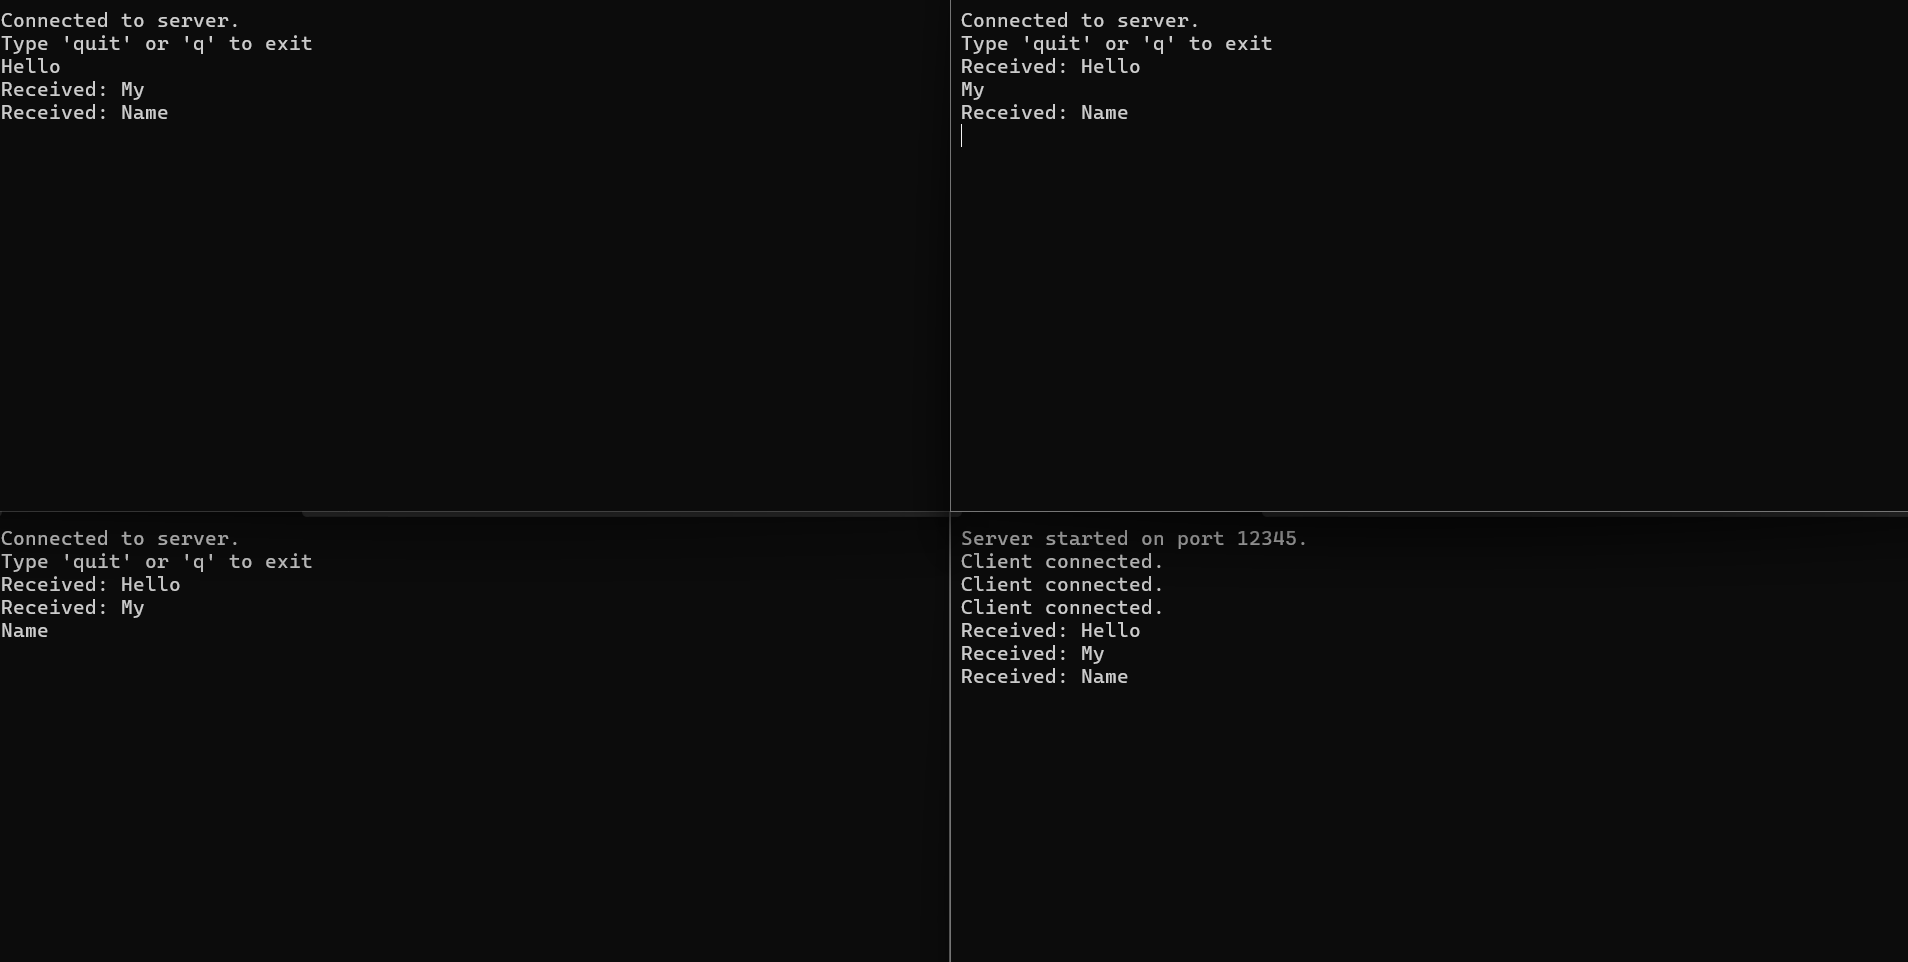 Connected to server.
Type 'quit' or 'q' to exit
Hello
Received: My
Received: Name
Connected to server.
Type 'quit' or 'q' to exit
Received: Hello
My
Received: Name
Connected to server.
Type 'quit' or 'q' to exit
Received: Hello
Received: My
Name
Server started on port 12345.
Client connected.
Client connected.
Client connected.
Received: Hello
Received: My
Received: Name